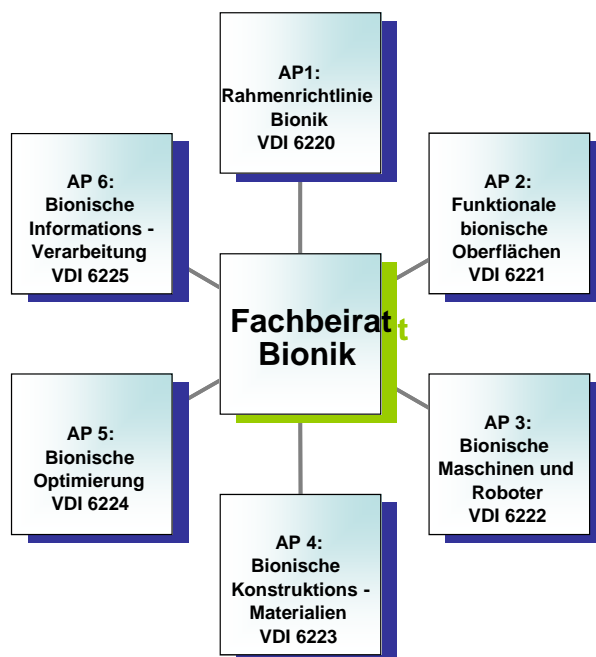 AP1:
Rahmenrichtlinie
Bionik
VDI 6220
AP 2:
Funktionale
bionische
Oberflächen
VDI 6221
AP 3:
Bionische
Maschinen und
Roboter
VDI 6222
AP 4:
Bionische
Konstruktions -
Materialien
VDI 6223
AP 5:
Bionische
Optimierung
VDI 6224
AP 6:
Bionische
Informations -
Verarbeitung
VDI 6225
Fachbeirat
Bionik
t